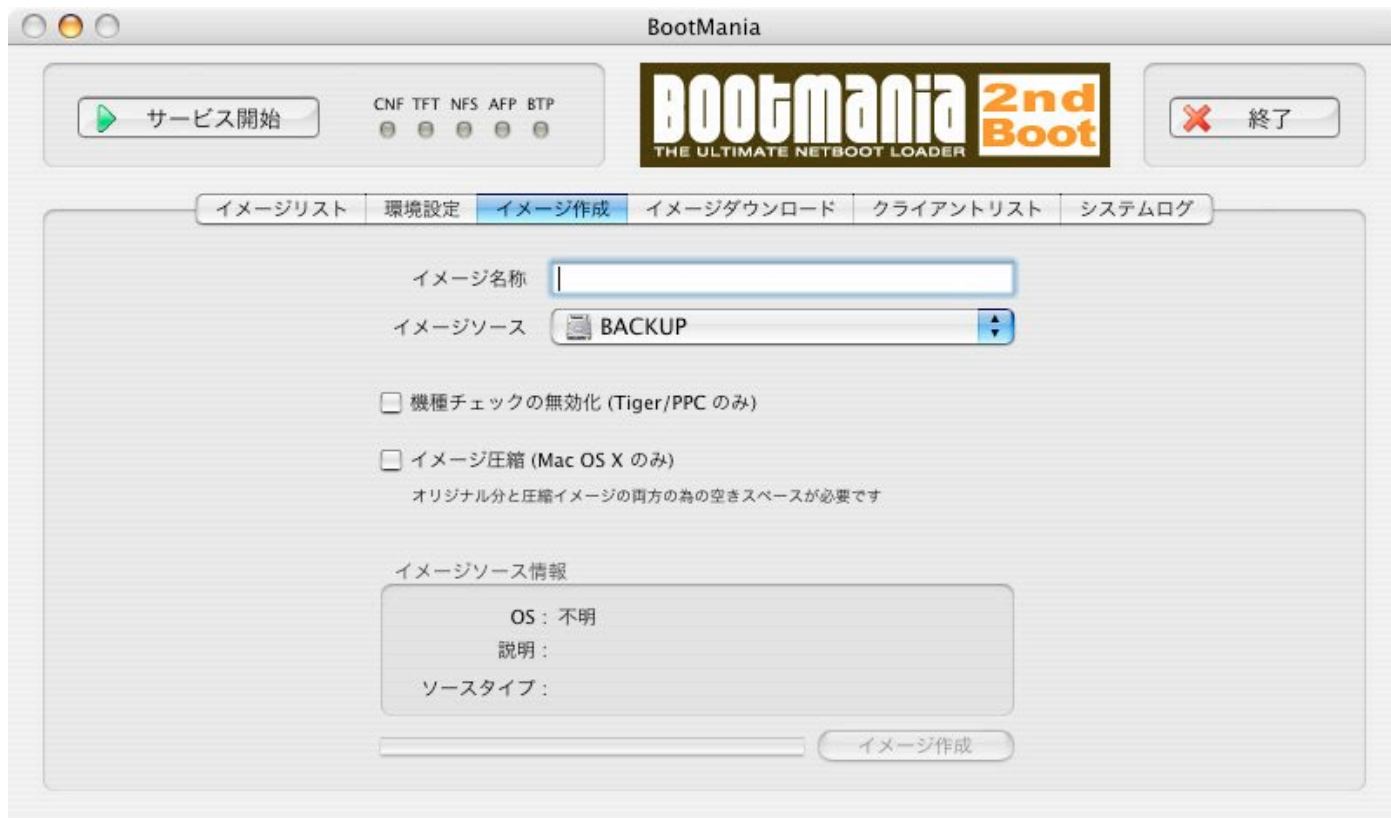 BootMania
サービス開始
CNF TFT NFS AFP BTP
BOOtmania
THE ULTIMATE NETBOOT LOADER
2nd
Boot
終了
イメージリスト 環境設定 イメージ作成 イメージダウンロード クライアントリスト システムログ
イメージ名称
イメージソース BACKUP
機種チェックの無効化 (Tiger/PPC のみ)
イメージ圧縮 (Mac OS X のみ)
オリジナル分と圧縮イメージの両方の為の空きスペースが必要です
イメージソース情報
OS : 不明
説明 :
ソースタイプ :
イメージ作成